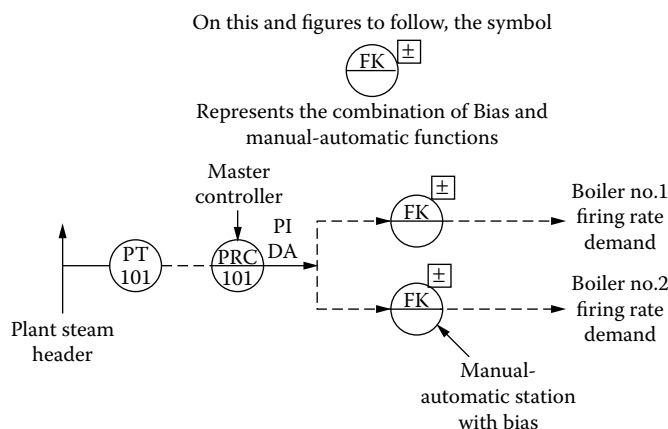 On this and figures to follow, the symbol
FK
±
Represents the combination of Bias and
manual-automatic functions
Master
controller
PI
DA
PT
101
PRC
101
Plant steam
header
±
FK
Boiler no.1
firing rate
demand
±
FK
Boiler no.2
firing rate
demand
Manual-
automatic station
with bias